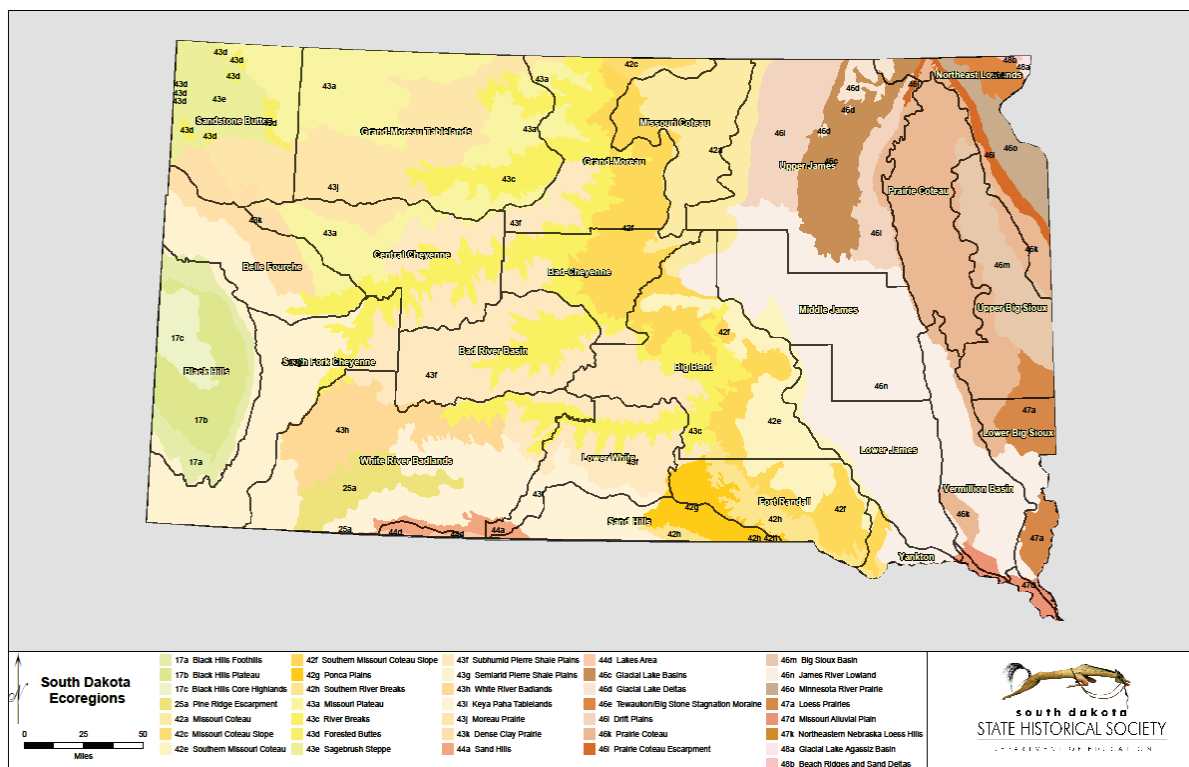 43d
43d
43d
43d
43d
43d
43e
43d
43d
Sandstone Buttes
43a
Grand-Moreau Tablelands
43j
43c
43a
43a
42c
Missouri Coteau
Grand-Moreau
42a
46d
46d
46d
46i
46c
Upper James
48b
48a
Northeast Lowlands
46o
Prairie Coteau
46l
46k
46m
Upper Big Sioux
43k
43a
Belle Fourche
Central Cheyenne
43f
42f
Bad-Cheyenne
Middle James
17c
Black Hills
17b
17a
South Fork Cheyenne
Bad River Basin
43f
42f
Big Bend
46n
42e
47a
Lower Big Sioux
43h
White River Badlands
43c
Lower White
Lower James
25a
25a
44d
44d
44a
Sand Hills
42g
Fort Randall
42h
42f
42h
42h
Vermillion Basin
46k
47a
Yankton
47d
South Dakota
Ecoregions
0 25 50
Miles
17a Black Hills Foothills
17b Black Hills Plateau
17c Black Hills Core Highlands
25a Pine Ridge Escarpment
42a Missouri Coteau
42c Missouri Coteau Slope
42e Southern Missouri Coteau
42f Southern Missouri Coteau Slope
42g Ponca Plains
42h Southern River Breaks
43a Missouri Plateau
43c River Breaks
43d Forested Buttes
43e Sagebrush Steppe
43f Subhumid Pierre Shale Plains
43g Semiarid Pierre Shale Plains
43h White River Badlands
43i Keya Paha Tablelands
43j Moreau Prairie
43k Dense Clay Prairie
44a Sand Hills
44d Lakes Area
46c Glacial Lake Basins
46d Glacial Lake Deltas
46e Tewaukon/Big Stone Stagnation Moraine
46i Drift Plains
46k Prairie Coteau
46l Prairie Coteau Escarpment
46m Big Sioux Basin
46n James River Lowland
46o Minnesota River Prairie
47a Loess Prairies
47d Missouri Alluvial Plain
47k Northeastern Nebraska Loess Hills
48a Glacial Lake Agassiz Basin
48b Beach Ridges and Sand Deltas
south dakota
STATE HISTORICAL SOCIETY
DEPARTMENT OF EDUCATION